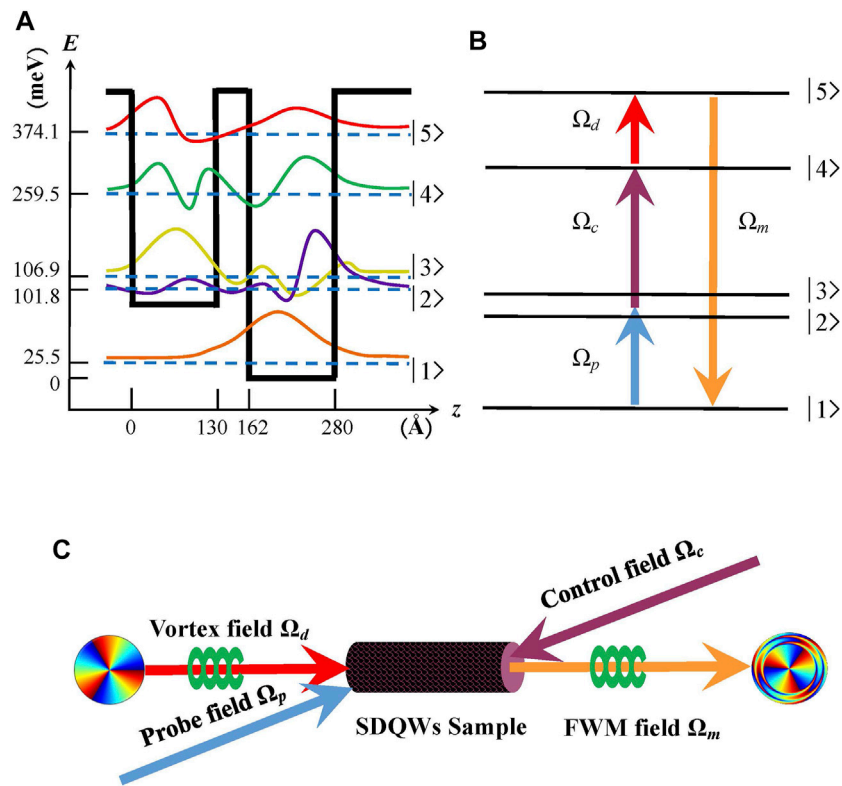 A
E
(meV)
374.1
259.5
106.9
101.8
25.5
0
|5>
|4>
|3>
|2>
|1>
0 130 162 280 (Å) z
B
|5>
Ωd
|4>
Ωc Ωm
|3>
|2>
Ωp
|1>
C
Control field Ωc
Vortex field Ωd
Probe field Ωp
SDQWs Sample
FWM field Ωm